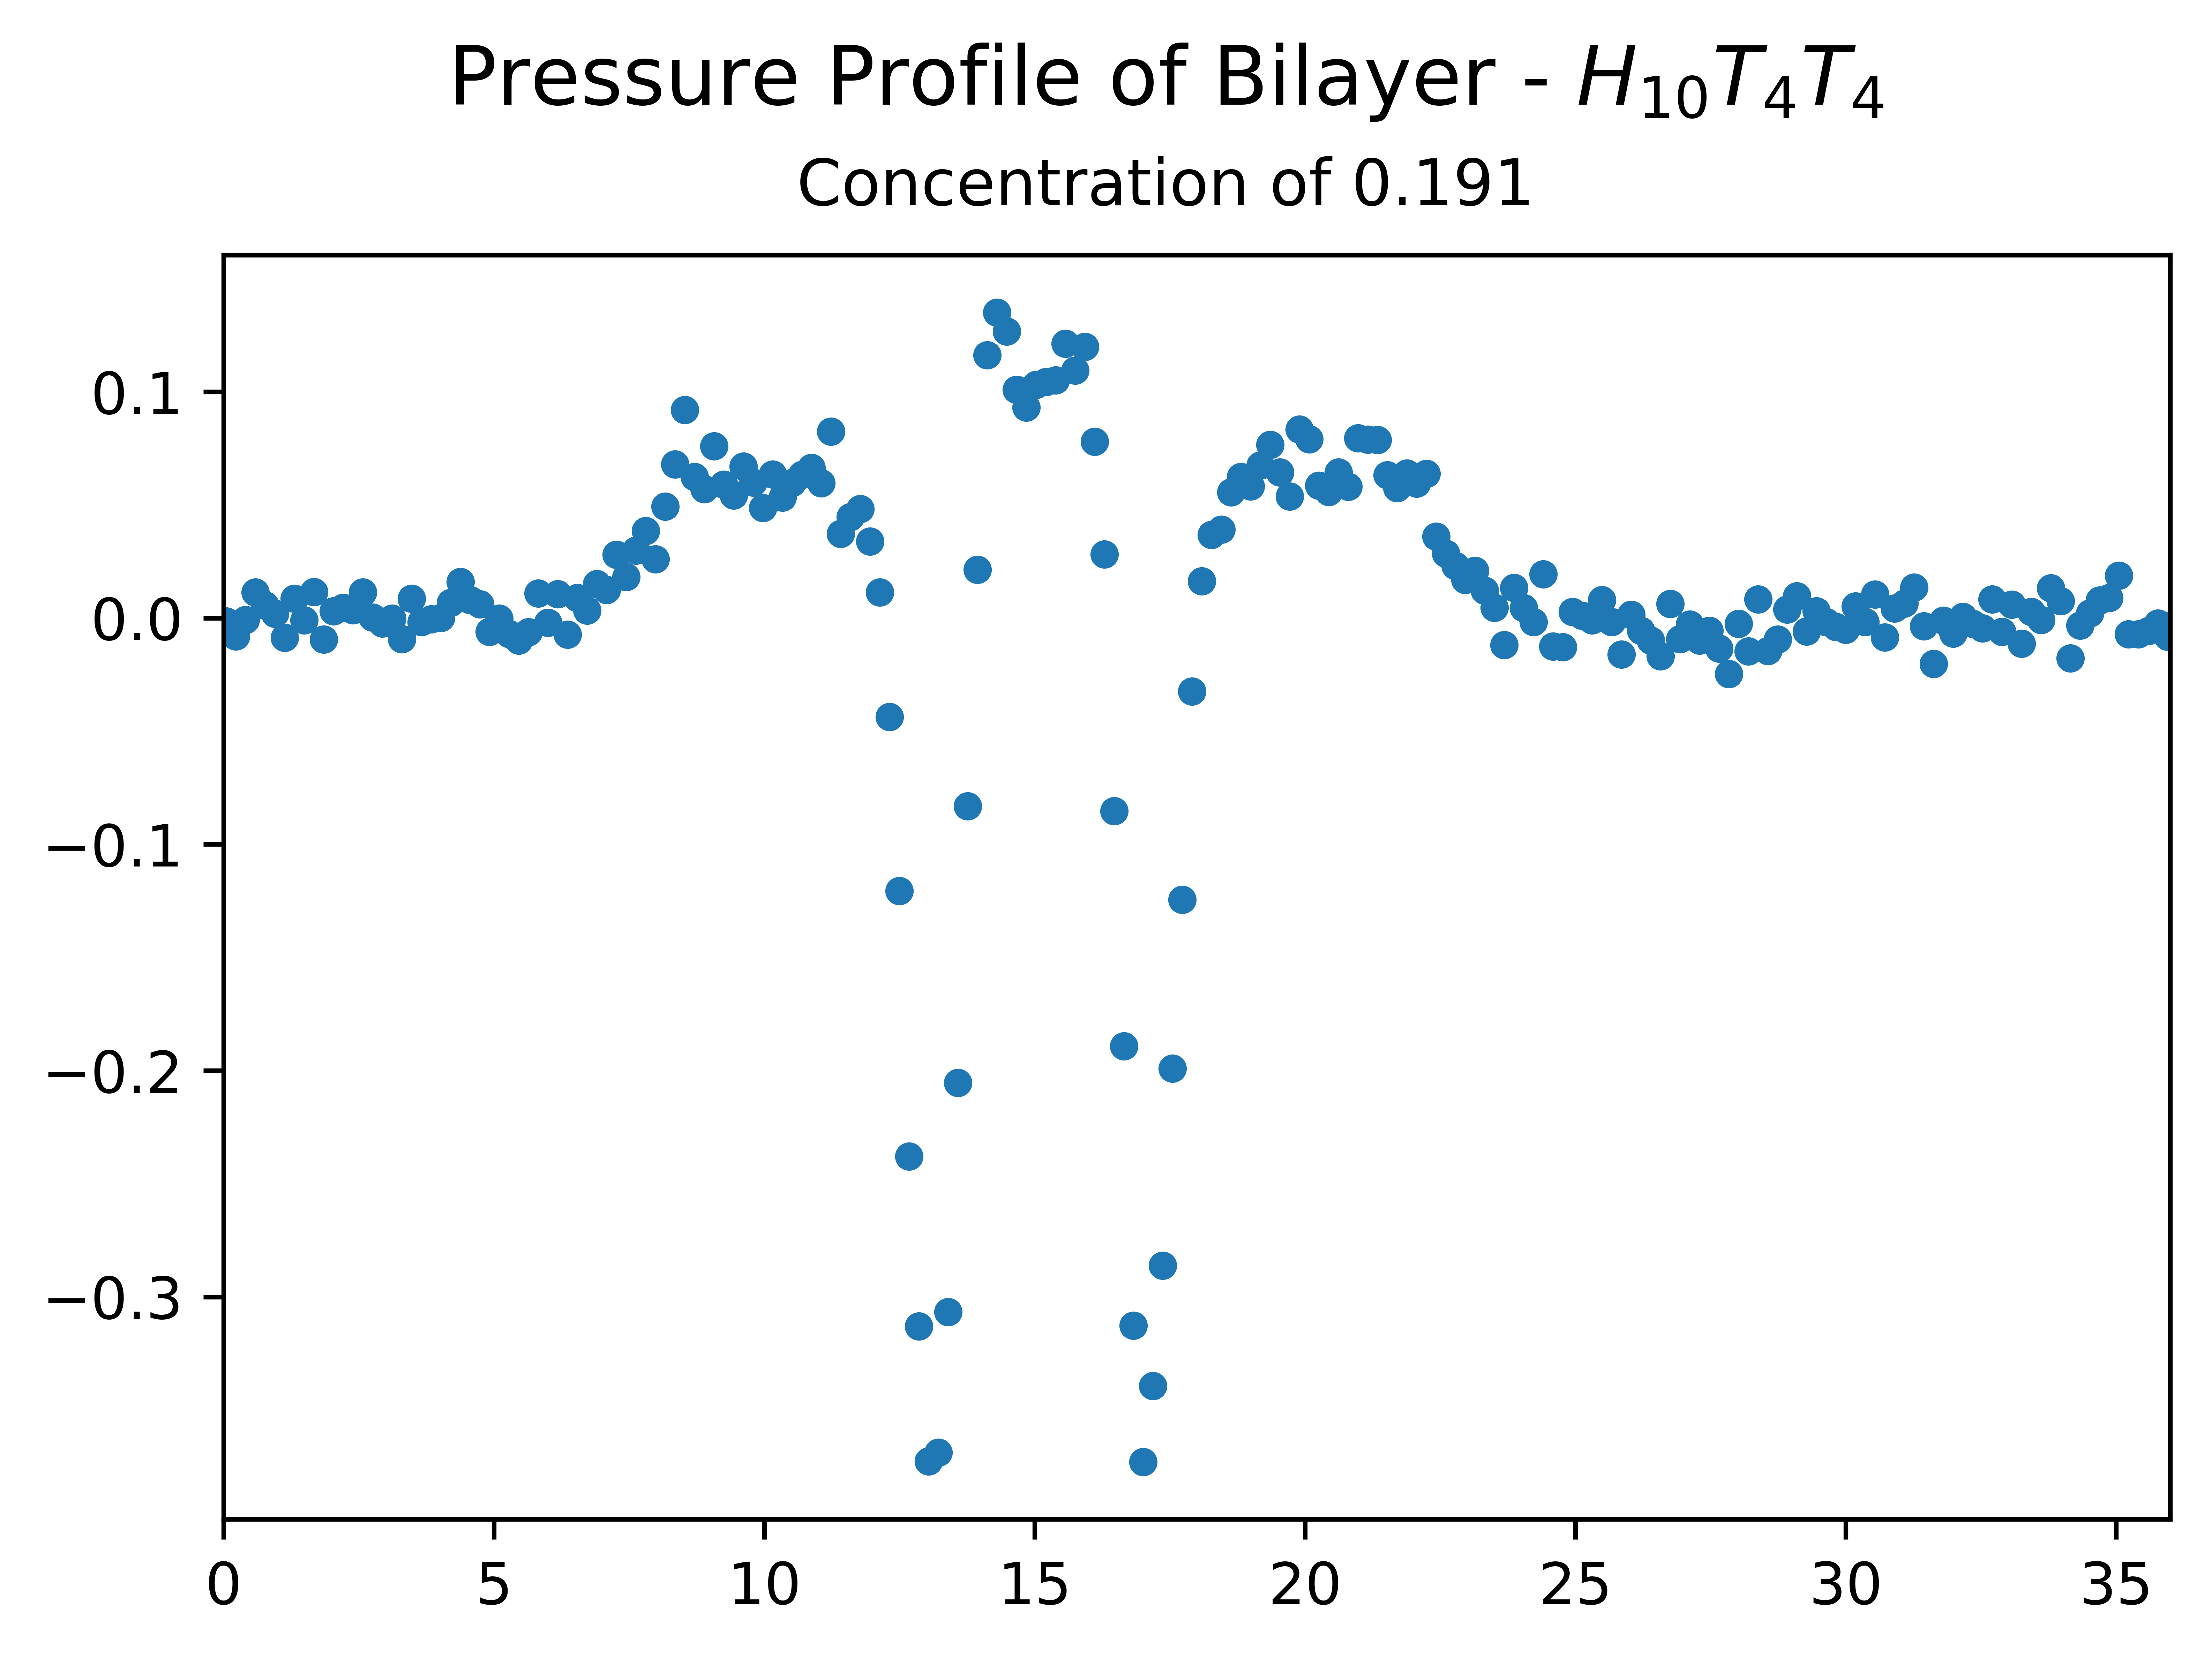 Pressure Profile of Bilayer - H₁₀T₄T₄
Concentration of 0.191
0.1
0.0
−0.1
−0.2
−0.3
0 5 10 15 20 25 30 35